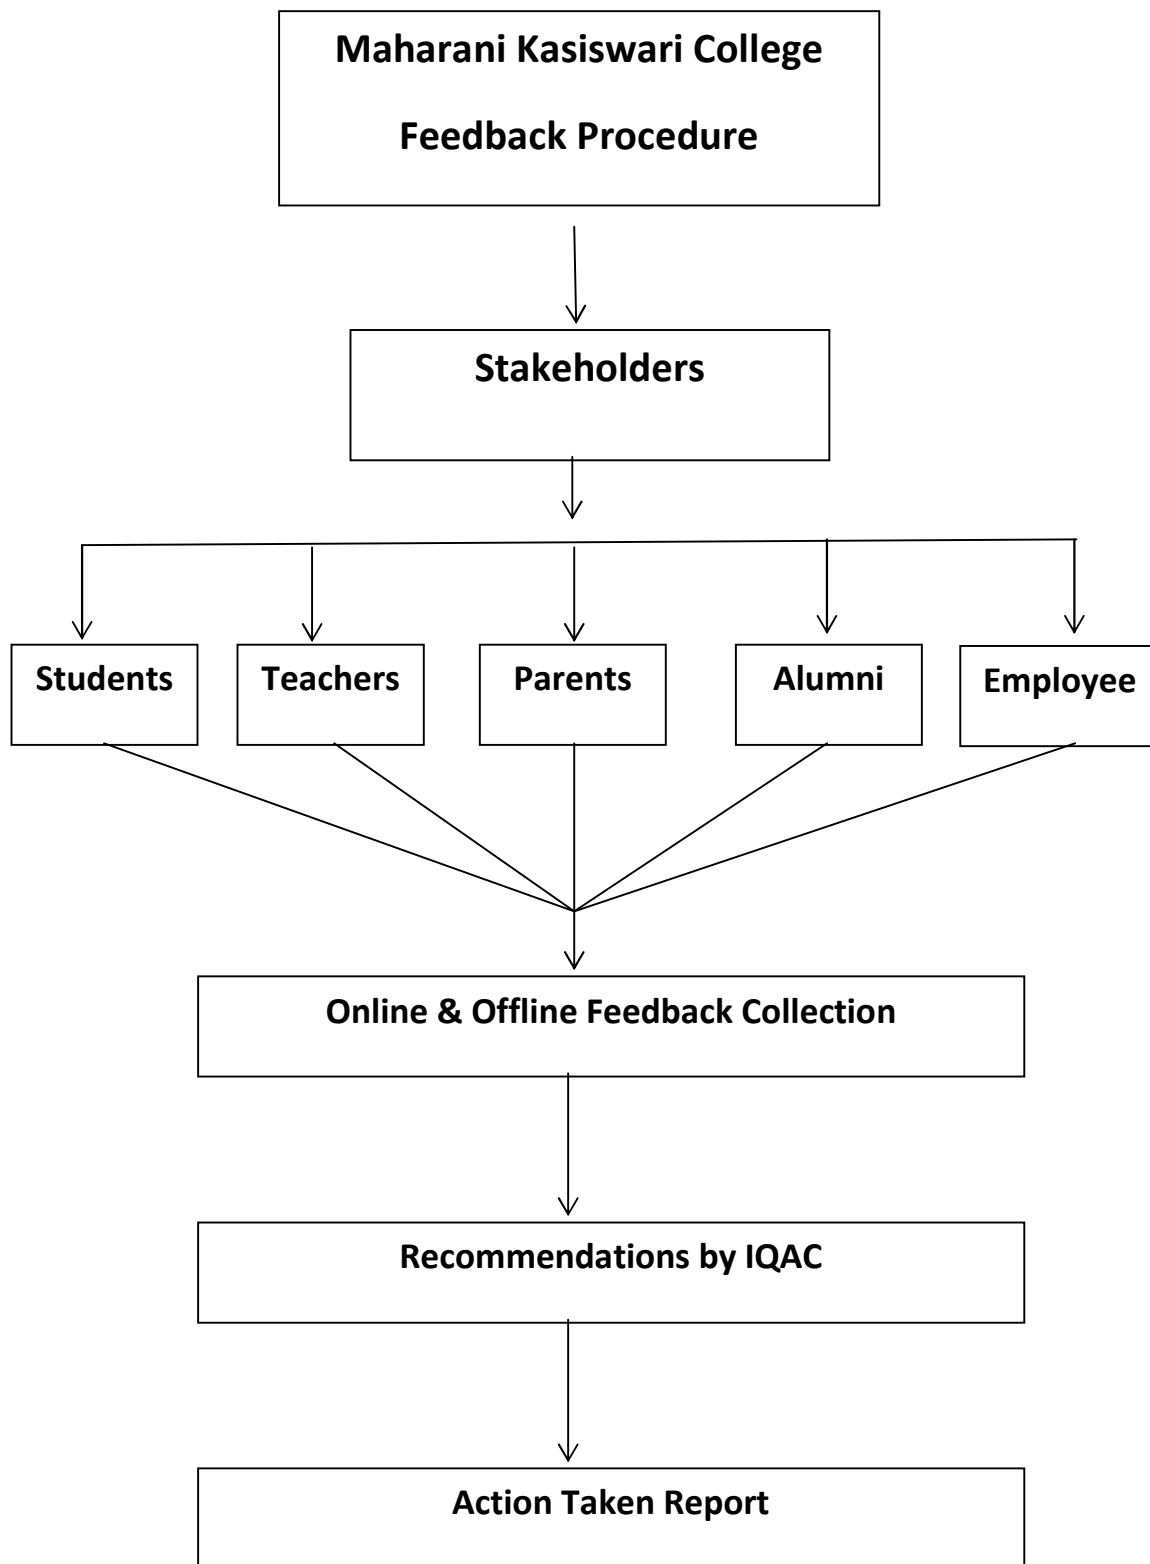 Maharani Kasiswari College
Feedback Procedure
Stakeholders
Students
Teachers
Parents
Alumni
Employee
Online & Offline Feedback Collection
Recommendations by IQAC
Action Taken Report